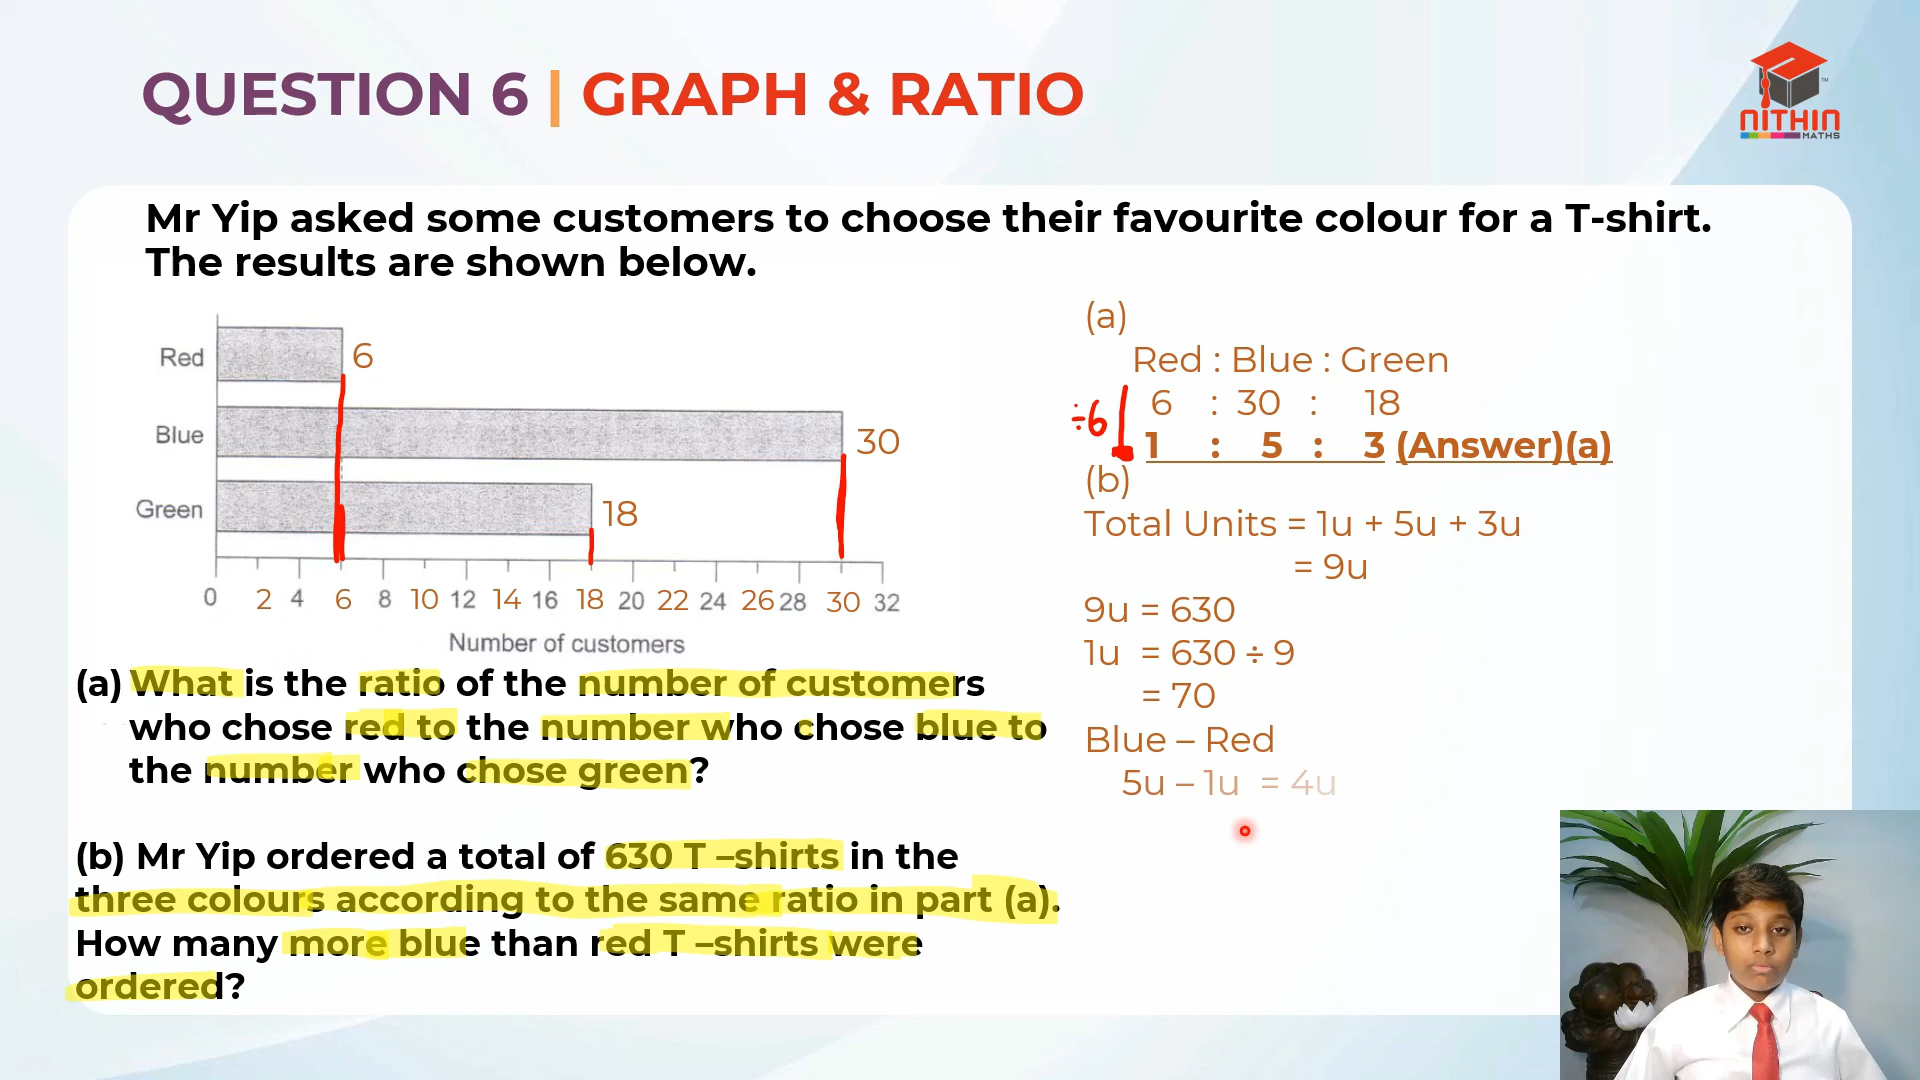 QUESTION 6 | GRAPH & RATIO
NITHIN
MATHS
TM
Mr Yip asked some customers to choose their favourite colour for a T-shirt.
The results are shown below.
Red 6
Blue 30
Green 18
0 2 4 6 8 10 12 14 16 18 20 22 24 26 28 30 32
Number of customers
(a) What is the ratio of the number of customers
who chose red to the number who chose blue to
the number who chose green?
(b) Mr Yip ordered a total of 630 T –shirts in the
three colours according to the same ratio in part (a).
How many more blue than red T –shirts were
ordered?
(a)
Red : Blue : Green
6 : 30 : 18
÷6
1 : 5 : 3 (Answer)(a)
(b)
Total Units = 1u + 5u + 3u
= 9u
9u = 630
1u = 630 ÷ 9
= 70
Blue – Red
5u – 1u = 4u